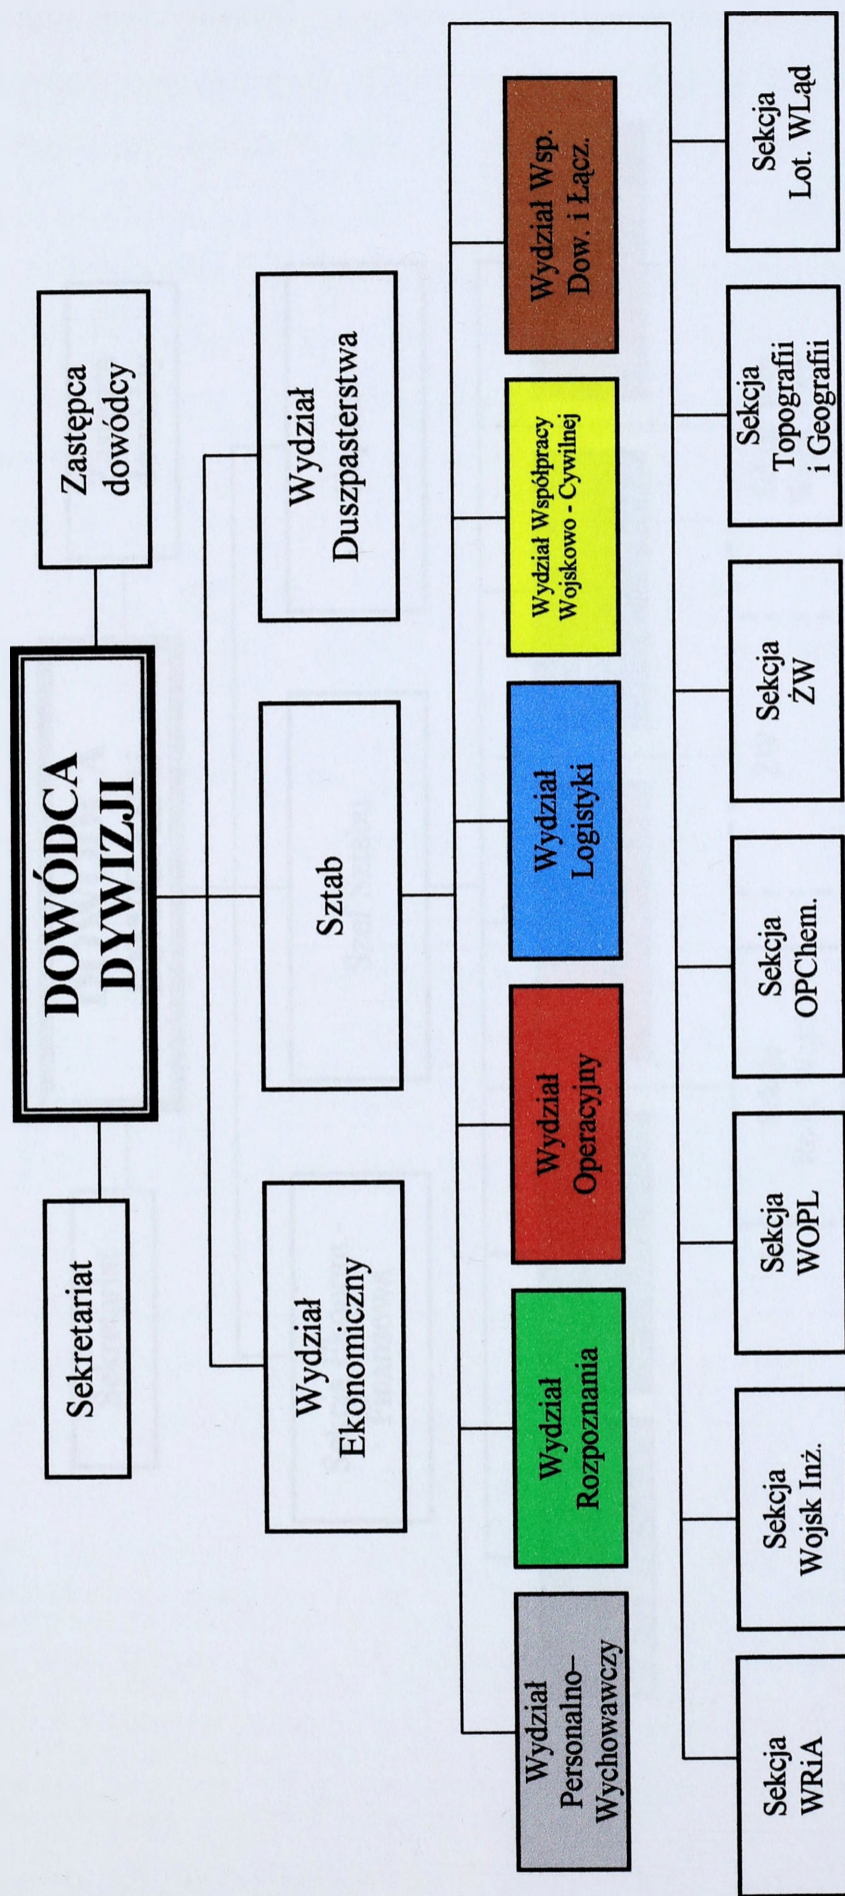 Sekretariat
DOWÓDCA
DYWIZJI
Zastępca
dowódcy
Wydział
Ekonomiczny
Sztab
Wydział
Duszpasterstwa
Wydział
Personalno–
Wychowawczy
Wydział
Rozpoznania
Wydział
Operacyjny
Wydział
Logistyki
Wydział Współpracy
Wojskowo - Cywilnej
Wydział Wsp.
Dow. i Łącz.
Sekcja
WRiA
Sekcja
Wojsk Inż.
Sekcja
WOPL
Sekcja
OPChem.
Sekcja
ŻW
Sekcja
Topografii
i Geografii
Sekcja
Lot. WLąd